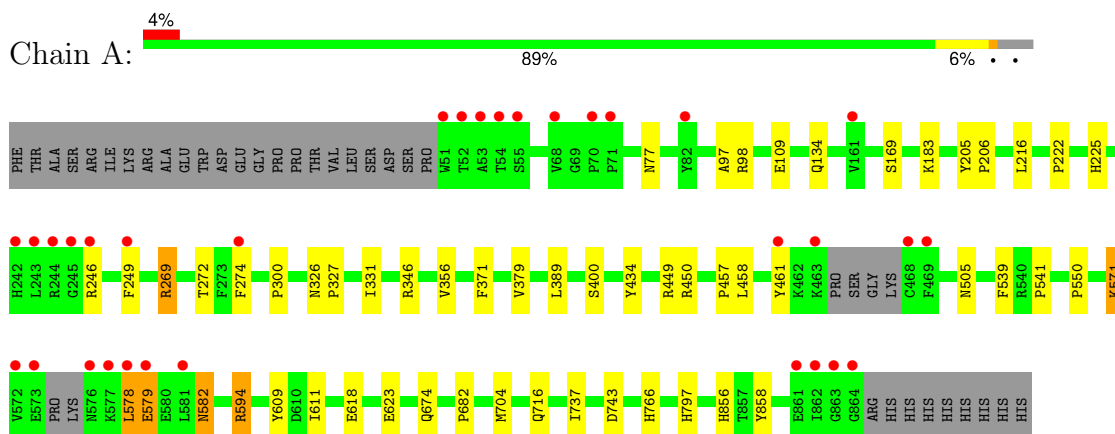 4%
Chain A:
89% 6% • •
PHE THR ALA SER ARG ILE LYS ARG ALA GLU TRP ASP GLU GLY PRO PRO THR VAL LEU SER ASP SER PRO W51 T52 A53 T54 S55 V68 G69 P70 P71 N77 Y82 A97 R98 E109 Q134 V161 S169 K183 Y205 P206 L216 P222 H225
H242 L243 R244 G245 R246 F249 R269 T272 F273 F274 P300 N326 P327 I331 R346 V356 F371 V379 L389 S400 Y434 R449 R450 P457 L458 Y461 K462 K463 PRO SER GLY LYS C468 F469 N505 F539 R540 P541 P550 K571
V572 E573 PRO LYS N576 K577 L578 E579 E580 L581 N582 R594 Y609 D610 I611 E618 E623 Q674 P682 M704 Q716 I737 D743 H766 H797 H856 T857 Y858 E861 I862 G863 G864 ARG HIS HIS HIS HIS HIS HIS HIS HIS